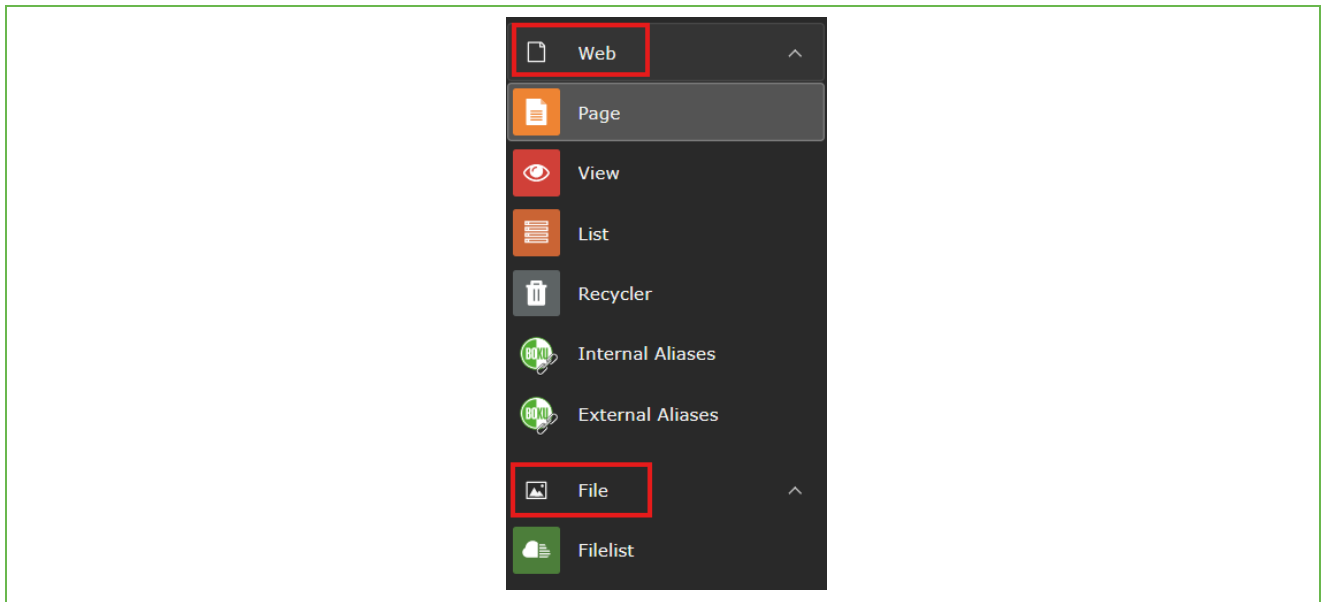 Web
Page
View
List
Recycler
Internal Aliases
External Aliases
File
Filelist